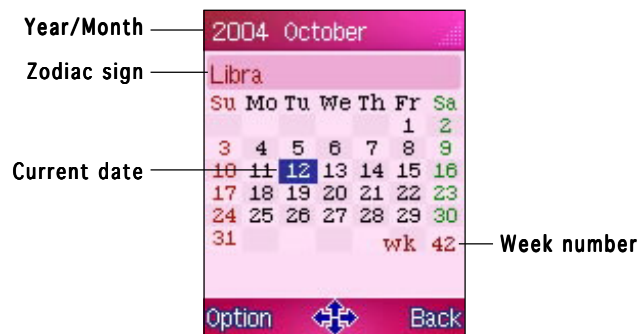 Year/Month
2004 October
Zodiac sign
Libra
Su Mo Tu We Th Fr Sa
1 2
3 4 5 6 7 8 9
Current date
10 11 12 13 14 15 16
17 18 19 20 21 22 23
24 25 26 27 28 29 30
31 wk 42
Week number
Option Back